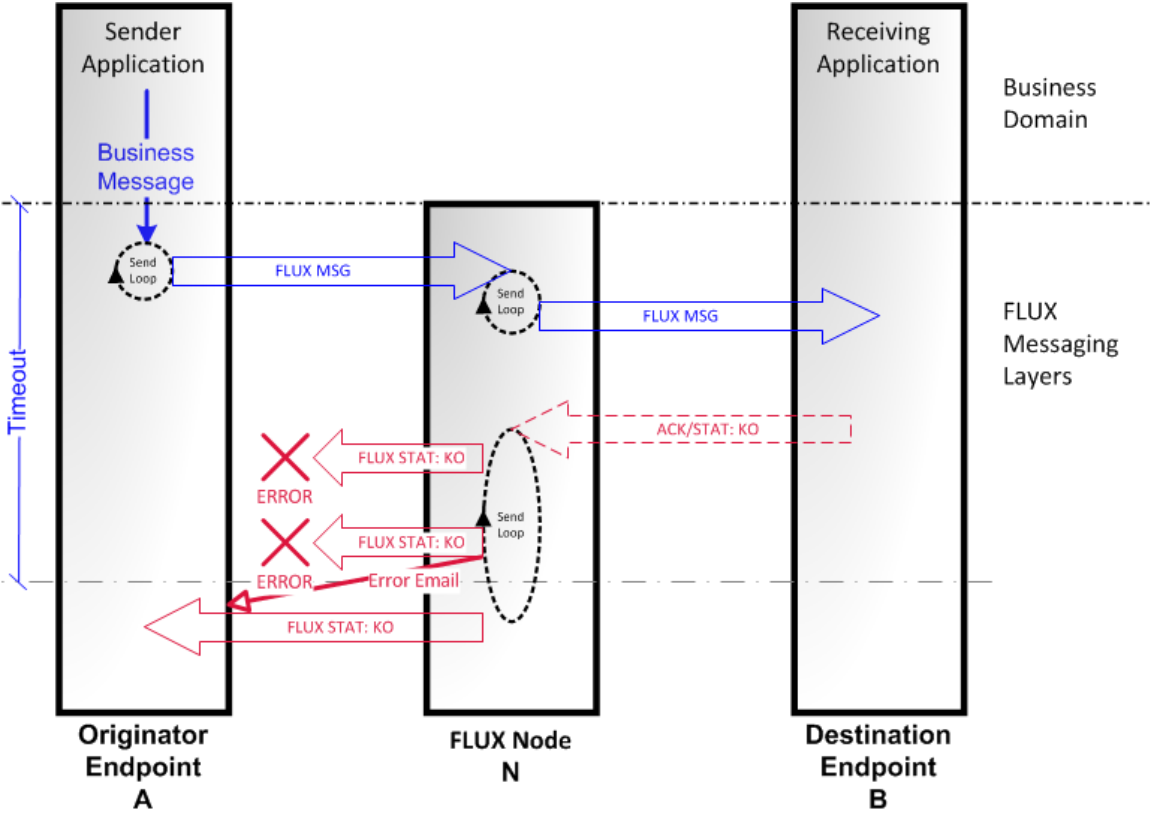 Sender
Application
Receiving
Application
Business
Domain
Business
Message
Send
Loop
FLUX MSG
Send
Loop
FLUX MSG
FLUX
Messaging
Layers
Timeout
ACK/STAT: KO
FLUX STAT: KO
ERROR
Send
Loop
FLUX STAT: KO
ERROR
Error Email
FLUX STAT: KO
Originator
Endpoint
A
FLUX Node
N
Destination
Endpoint
B